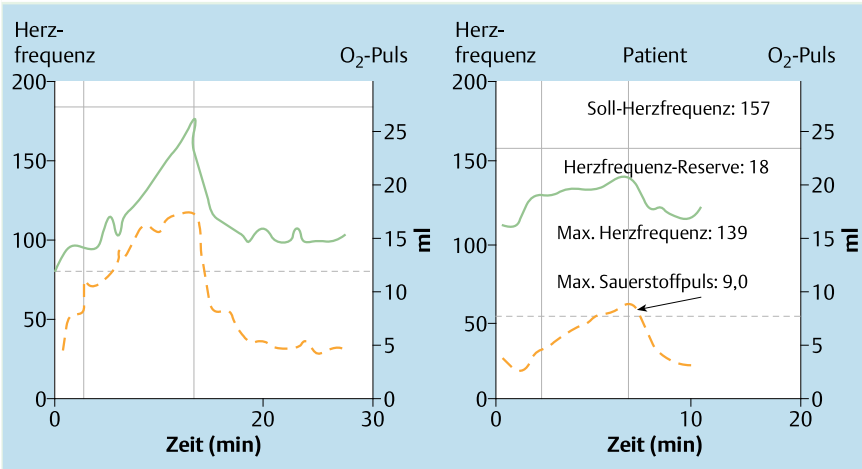 Herz-
frequenz
O₂-Puls
200
150
100
50
0
25
20
15
10
5
0
ml
0
20
30
Zeit (min)
Herz-
frequenz
Patient
O₂-Puls
200
150
100
50
0
Soll-Herzfrequenz: 157
Herzfrequenz-Reserve: 18
Max. Herzfrequenz: 139
Max. Sauerstoffpuls: 9,0
25
20
15
10
5
0
ml
0
10
20
Zeit (min)